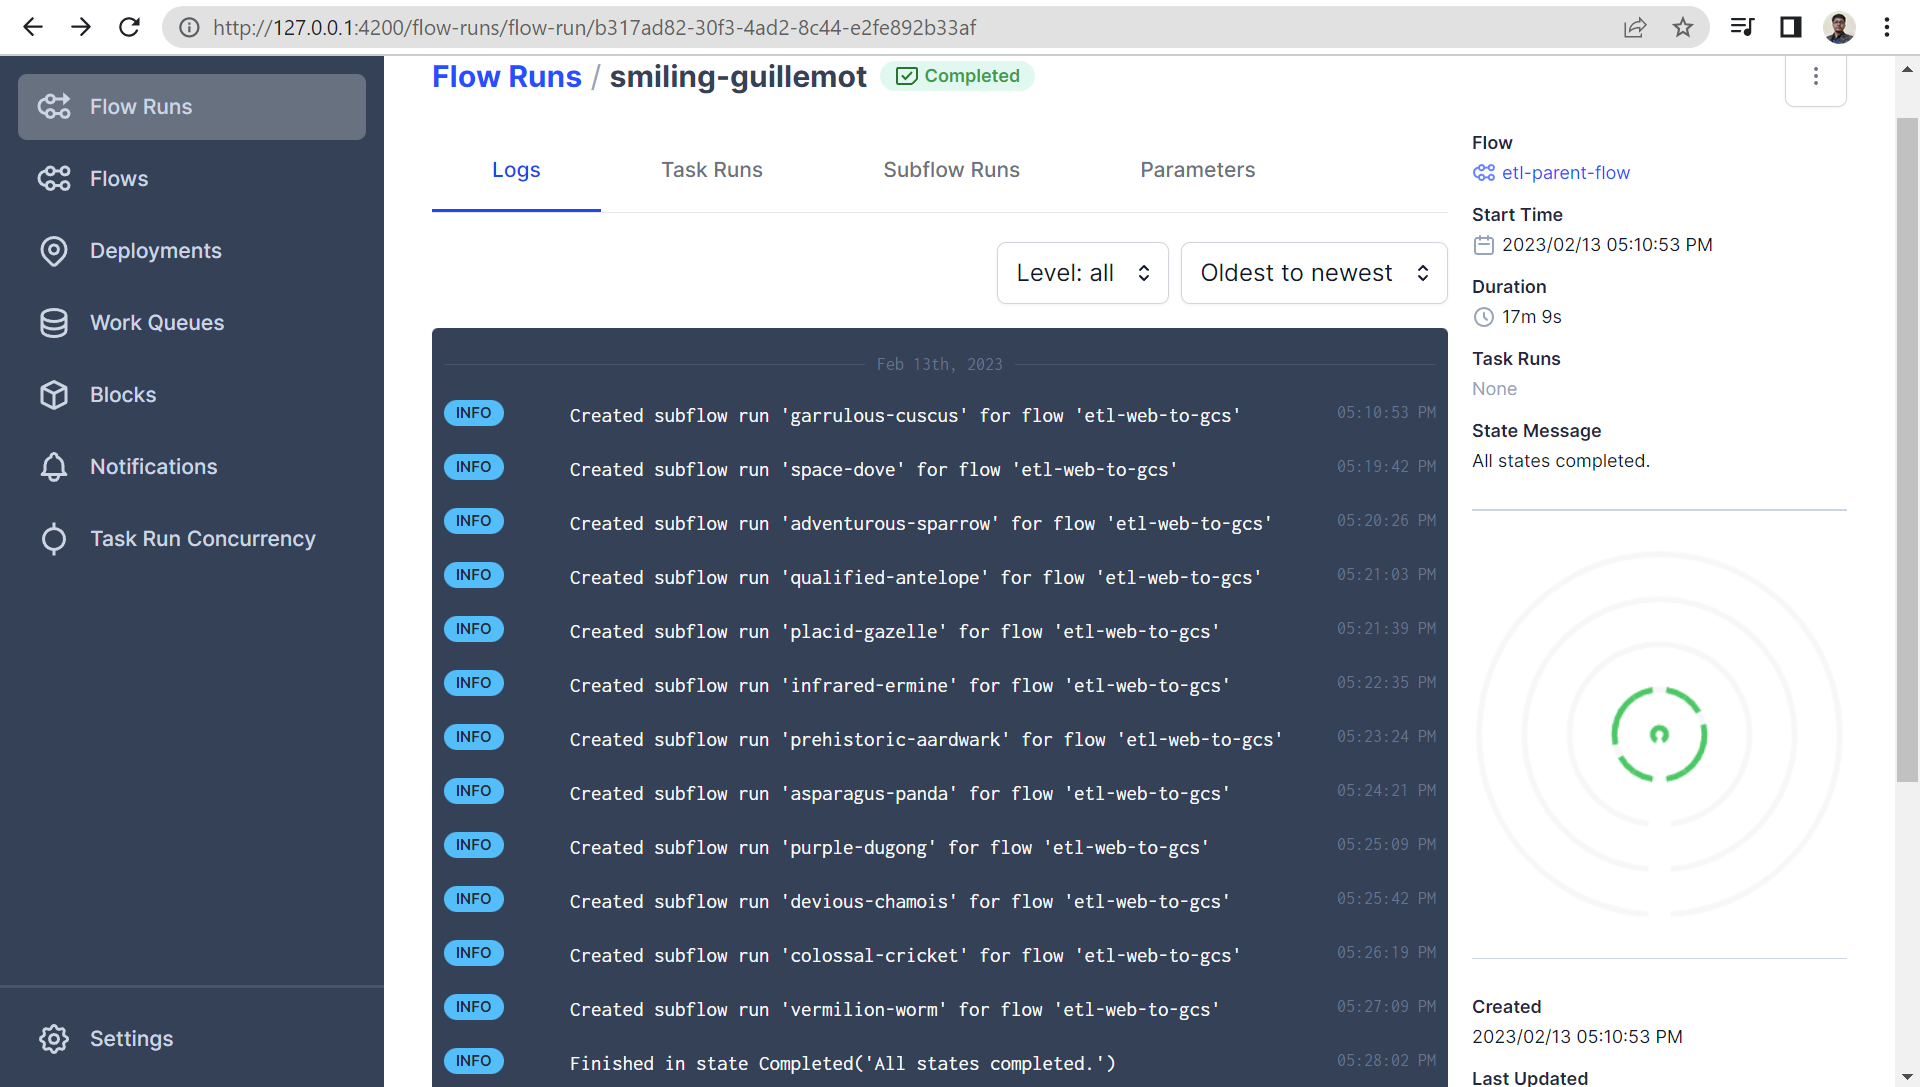 http://127.0.0.1:4200/flow-runs/flow-run/b317ad82-30f3-4ad2-8c44-e2fe892b33af
Flow Runs
Flows
Deployments
Work Queues
Blocks
Notifications
Task Run Concurrency
Settings
Flow Runs / smiling-guillemot Completed
Logs Task Runs Subflow Runs Parameters
Level: all Oldest to newest
Feb 13th, 2023
INFO Created subflow run 'garrulous-cuscus' for flow 'etl-web-to-gcs' 05:10:53 PM
INFO Created subflow run 'space-dove' for flow 'etl-web-to-gcs' 05:19:42 PM
INFO Created subflow run 'adventurous-sparrow' for flow 'etl-web-to-gcs' 05:20:26 PM
INFO Created subflow run 'qualified-antelope' for flow 'etl-web-to-gcs' 05:21:03 PM
INFO Created subflow run 'placid-gazelle' for flow 'etl-web-to-gcs' 05:21:39 PM
INFO Created subflow run 'infrared-ermine' for flow 'etl-web-to-gcs' 05:22:35 PM
INFO Created subflow run 'prehistoric-aardwark' for flow 'etl-web-to-gcs' 05:23:24 PM
INFO Created subflow run 'asparagus-panda' for flow 'etl-web-to-gcs' 05:24:21 PM
INFO Created subflow run 'purple-dugong' for flow 'etl-web-to-gcs' 05:25:09 PM
INFO Created subflow run 'devious-chamois' for flow 'etl-web-to-gcs' 05:25:42 PM
INFO Created subflow run 'colossal-cricket' for flow 'etl-web-to-gcs' 05:26:19 PM
INFO Created subflow run 'vermilion-worm' for flow 'etl-web-to-gcs' 05:27:09 PM
INFO Finished in state Completed('All states completed.') 05:28:02 PM
Flow
etl-parent-flow
Start Time
2023/02/13 05:10:53 PM
Duration
17m 9s
Task Runs
None
State Message
All states completed.
Created
2023/02/13 05:10:53 PM
Last Updated